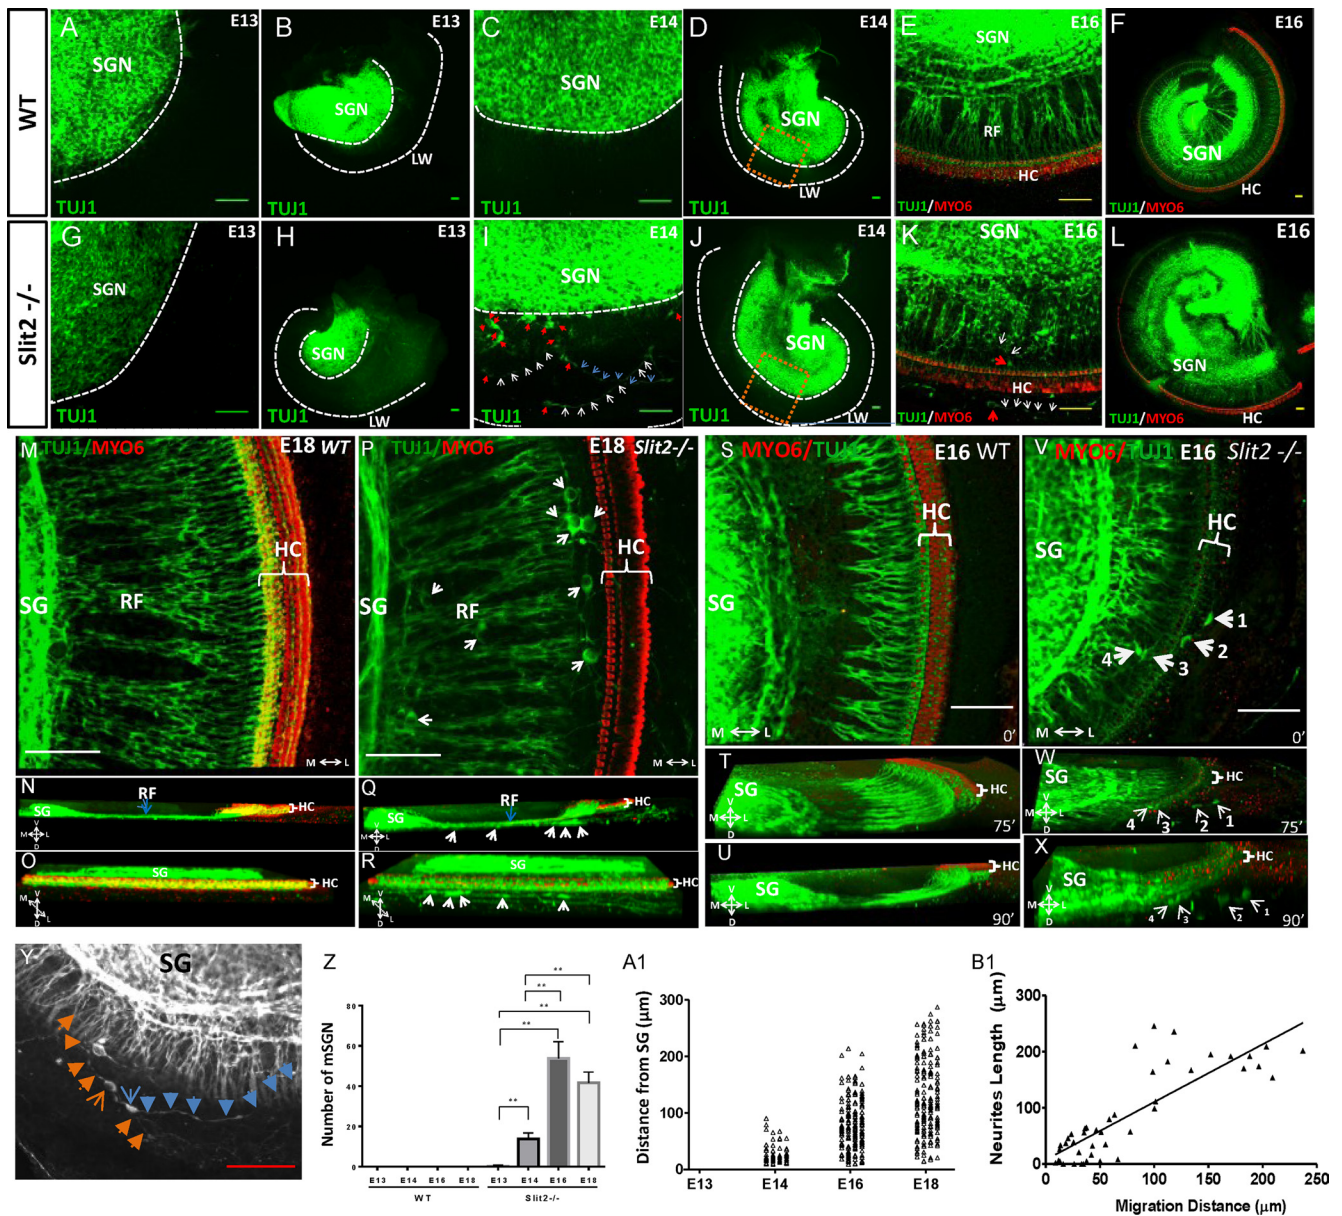 WT
A E13
SGN
TUJ1
B E13
SGN
LW
TUJ1
C E14
SGN
TUJ1
D E14
SGN
LW
TUJ1
E E16
SGN
RF
HC
TUJ1/MYO6
F E16
SGN
HC
TUJ1/MYO6
Slit2 -/-
G E13
SGN
TUJ1
H E13
SGN
LW
TUJ1
I E14
SGN
TUJ1
J E14
SGN
LW
TUJ1
K SGN E16
HC
TUJ1/MYO6
L E16
SGN
HC
TUJ1/MYO6
M TUJ1/MYO6 E18 WT
HC
RF
SG
M L
P TUJ1/MYO6 E18 Slit2-/-
HC
SG RF
M L
S MYO6/TUJ1 E16 WT
HC
SG
M L 0′
V MYO6/TUJ1 E16 Slit2 -/-
HC
SG
1
2
3
4
M L 0′
N RF
SG HC
V
M L
D
Q RF
SG HC
V
M L
D
T
SG HC
V
M L
D 75′
W
SG HC
V
M L
D 4 3 2 1 75′
O SG
HC
V
M L
D
R SG
HC
V
M L
D
U
SG HC
V
M L
D 90′
X
SG HC
V
M L
D 4 3 2 1 90′
Y SG
Z
Number of mSGN
80
60
40
20
0
** ** ** ** **
E13 E14 E16 E18 E13 E14 E16 E18
WT Slit2-/-
A1
Distance from SG (μm)
300
200
100
0
E13 E14 E16 E18
B1
Neurites Length (μm)
300
200
100
0
0 50 100 150 200 250
Migration Distance (μm)